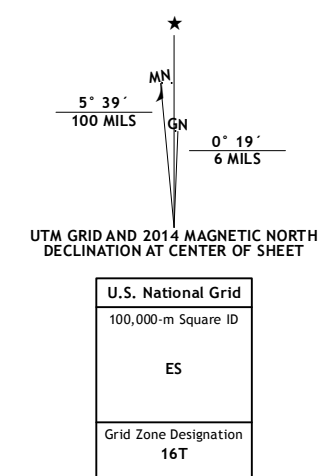 ★
MN
5° 39´
100 MILS
GN
0° 19´
6 MILS
UTM GRID AND 2014 MAGNETIC NORTH
DECLINATION AT CENTER OF SHEET
U.S. National Grid
100,000-m Square ID
ES
Grid Zone Designation
16T